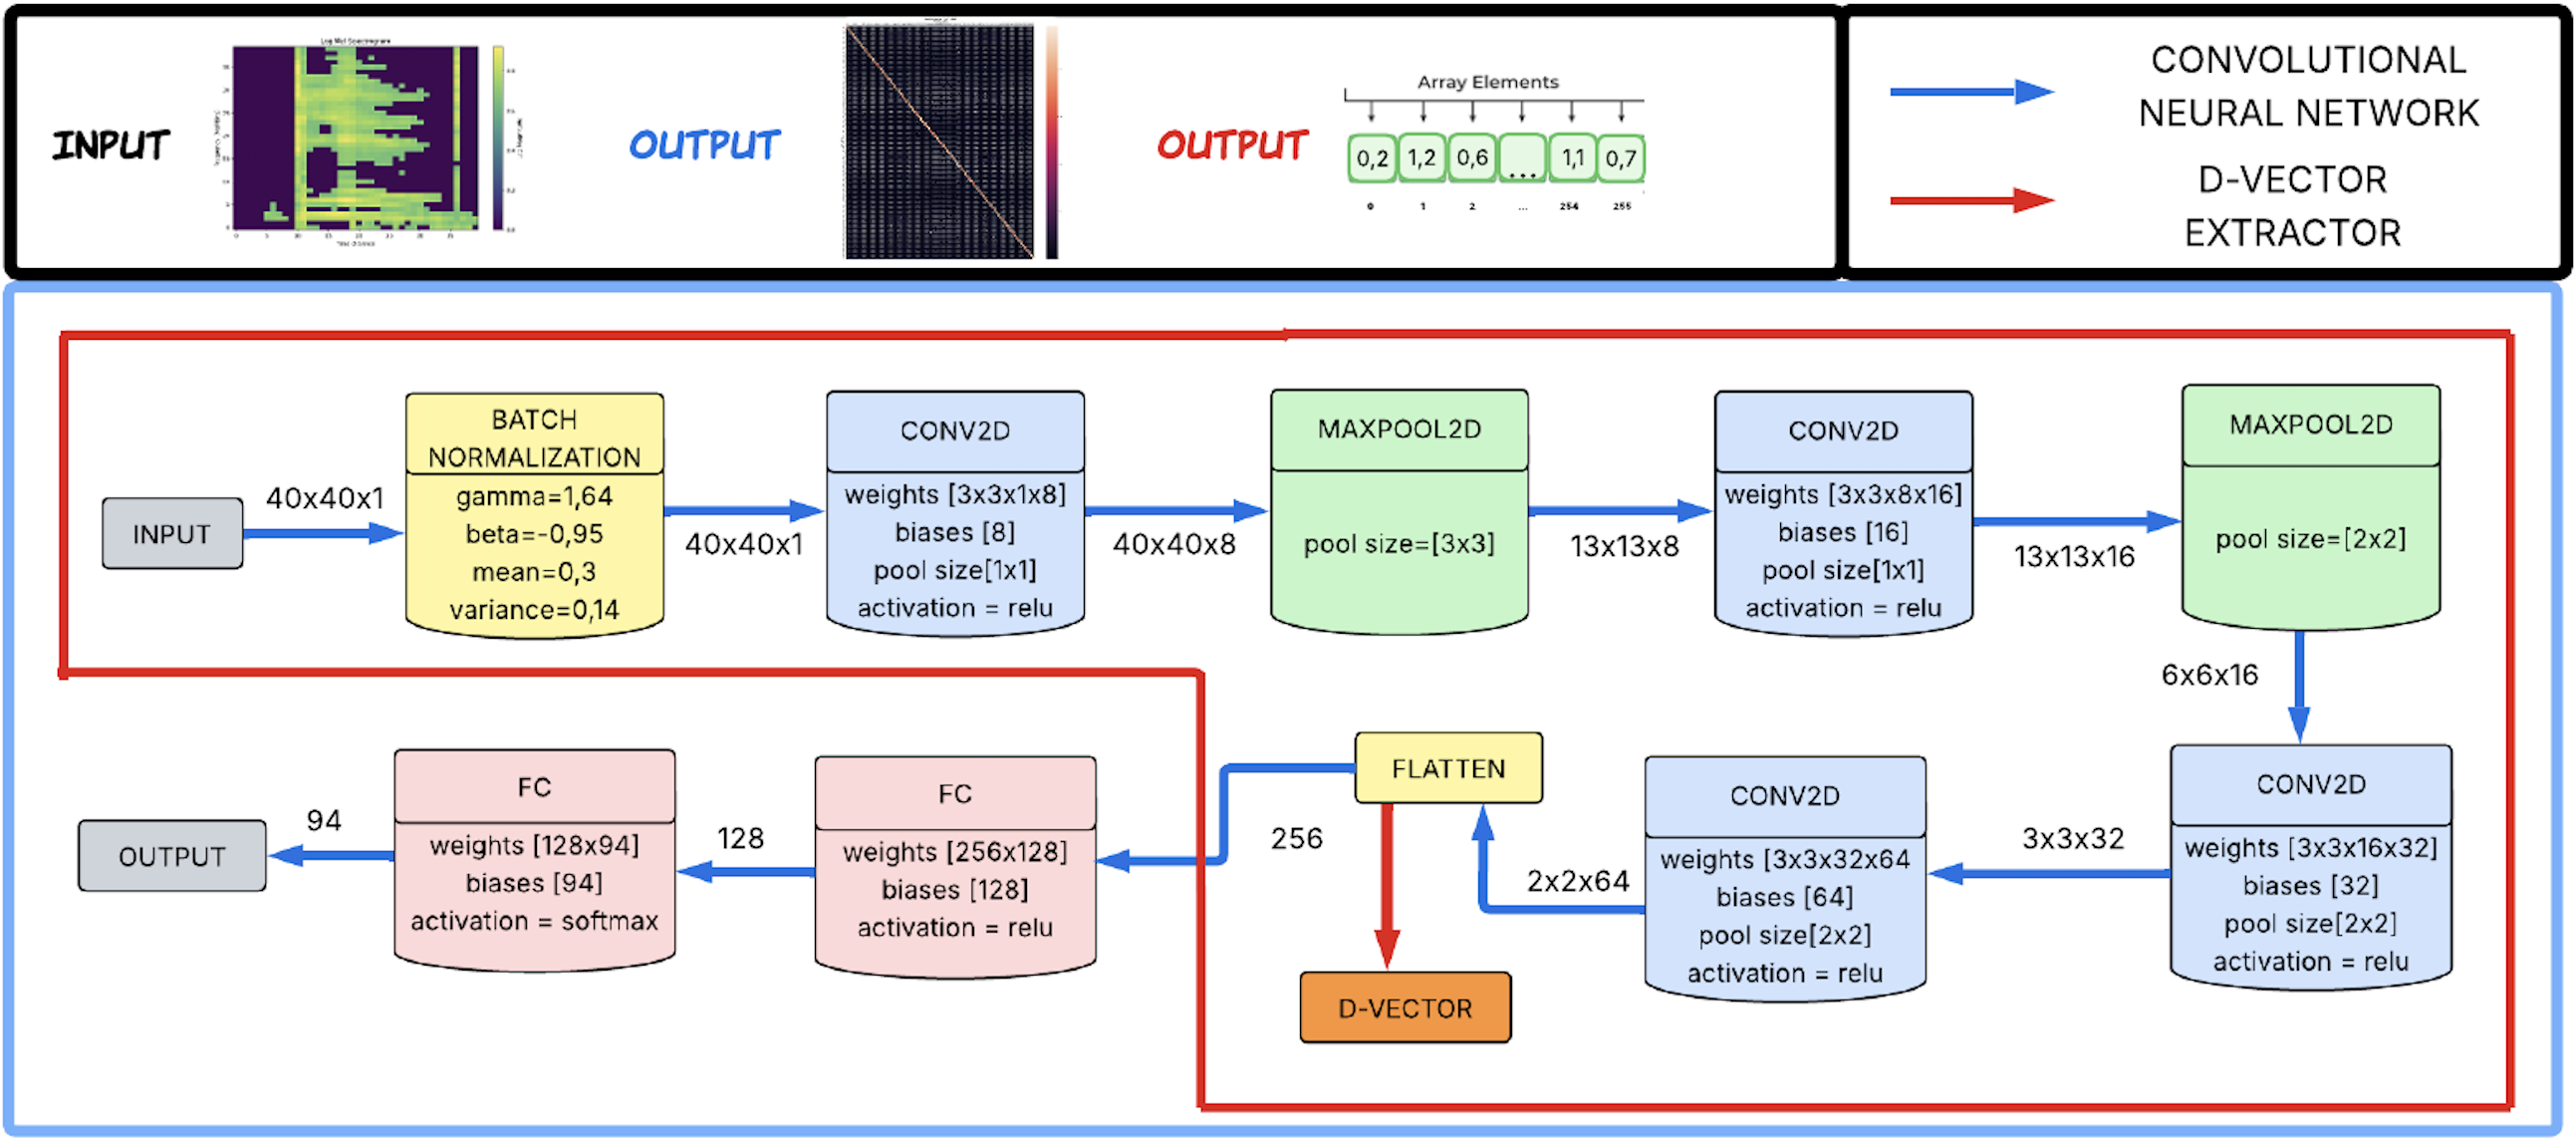 Log Mel Spectrogram
INPUT
OUTPUT
OUTPUT
Array Elements
0,2 1,2 0,6 ... 1,1 0,7
0 1 2 ... 254 255
CONVOLUTIONAL
NEURAL NETWORK
D-VECTOR
EXTRACTOR
INPUT
40x40x1
BATCH
NORMALIZATION
gamma=1,64
beta=-0,95
mean=0,3
variance=0,14
40x40x1
CONV2D
weights [3x3x1x8]
biases [8]
pool size[1x1]
activation = relu
40x40x8
MAXPOOL2D
pool size=[3x3]
13x13x8
CONV2D
weights [3x3x8x16]
biases [16]
pool size[1x1]
activation = relu
13x13x16
MAXPOOL2D
pool size=[2x2]
6x6x16
CONV2D
weights [3x3x16x32]
biases [32]
pool size[2x2]
activation = relu
3x3x32
CONV2D
weights [3x3x32x64
biases [64]
pool size[2x2]
activation = relu
2x2x64
FLATTEN
256
D-VECTOR
FC
weights [256x128]
biases [128]
activation = relu
128
FC
weights [128x94]
biases [94]
activation = softmax
94
OUTPUT